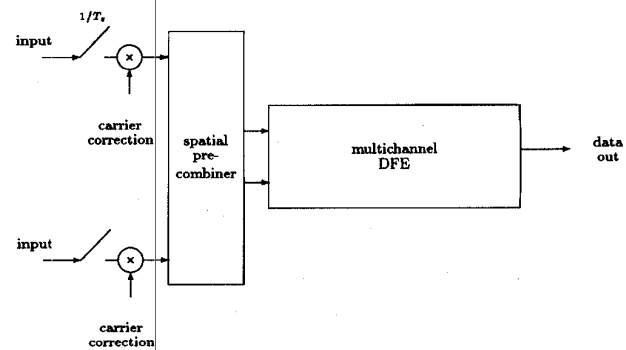 1/Ts
input
×
carrier
correction
spatial
pre-
combiner
multichannel
DFE
data
out
input
×
carrier
correction